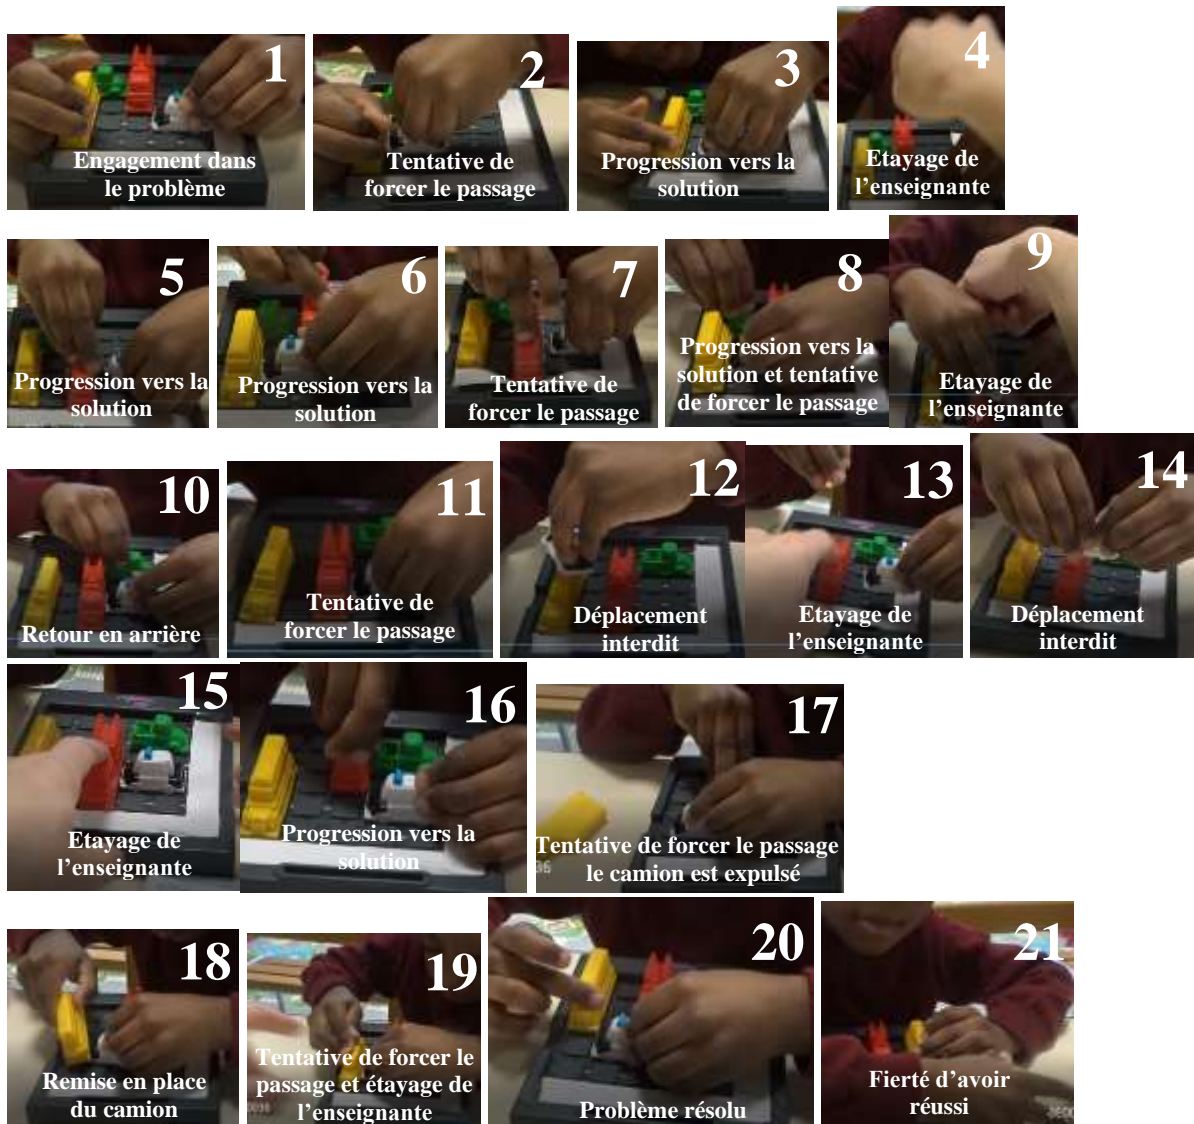 1
Engagement dans
le problème
2
Tentative de
forcer le passage
3
Progression vers la
solution
4
Etayage de
l’enseignante
5
Progression vers la
solution
6
Progression vers la
solution
7
Tentative de
forcer le passage
8
Progression vers la
solution et tentative
de forcer le passage
9
Etayage de
l’enseignante
10
Retour en arrière
11
Tentative de
forcer le passage
12
Déplacement
interdit
13
Etayage de
l’enseignante
14
Déplacement
interdit
15
Etayage de
l’enseignante
16
Progression vers la
solution
17
Tentative de forcer le passage
le camion est expulsé
18
Remise en place
du camion
19
Tentative de forcer le
passage et étayage de
l’enseignante
20
Problème résolu
21
Fierté d’avoir
réussi